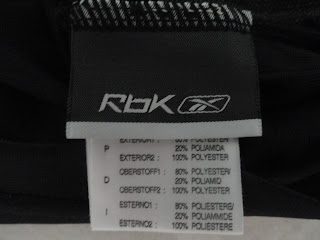 Rbk
EXTERIOR1: 80% POLYESTER/
P 20% POLIAMIDA
EXTERIOR2: 100% POLYESTER
OBERSTOFF1: 80% POLYESTER/
D 20% POLYAMID
OBERSTOFF2: 100% POLYESTER
ESTERNO1: 80% POLIESTERE/
I 20% POLIAMMIDE
ESTERNO2: 100% POLIESTERE